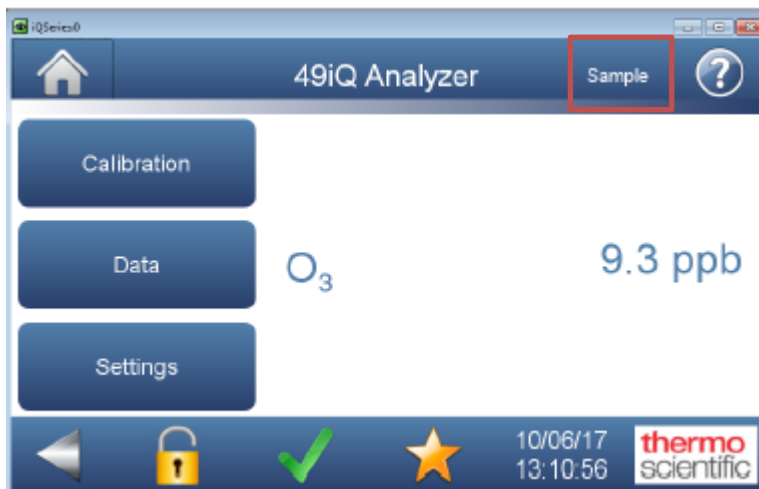 iQSeries0
49iQ Analyzer
Sample
?
Calibration
Data
O₃
9.3 ppb
Settings
10/06/17
13:10:56
thermo
scientific